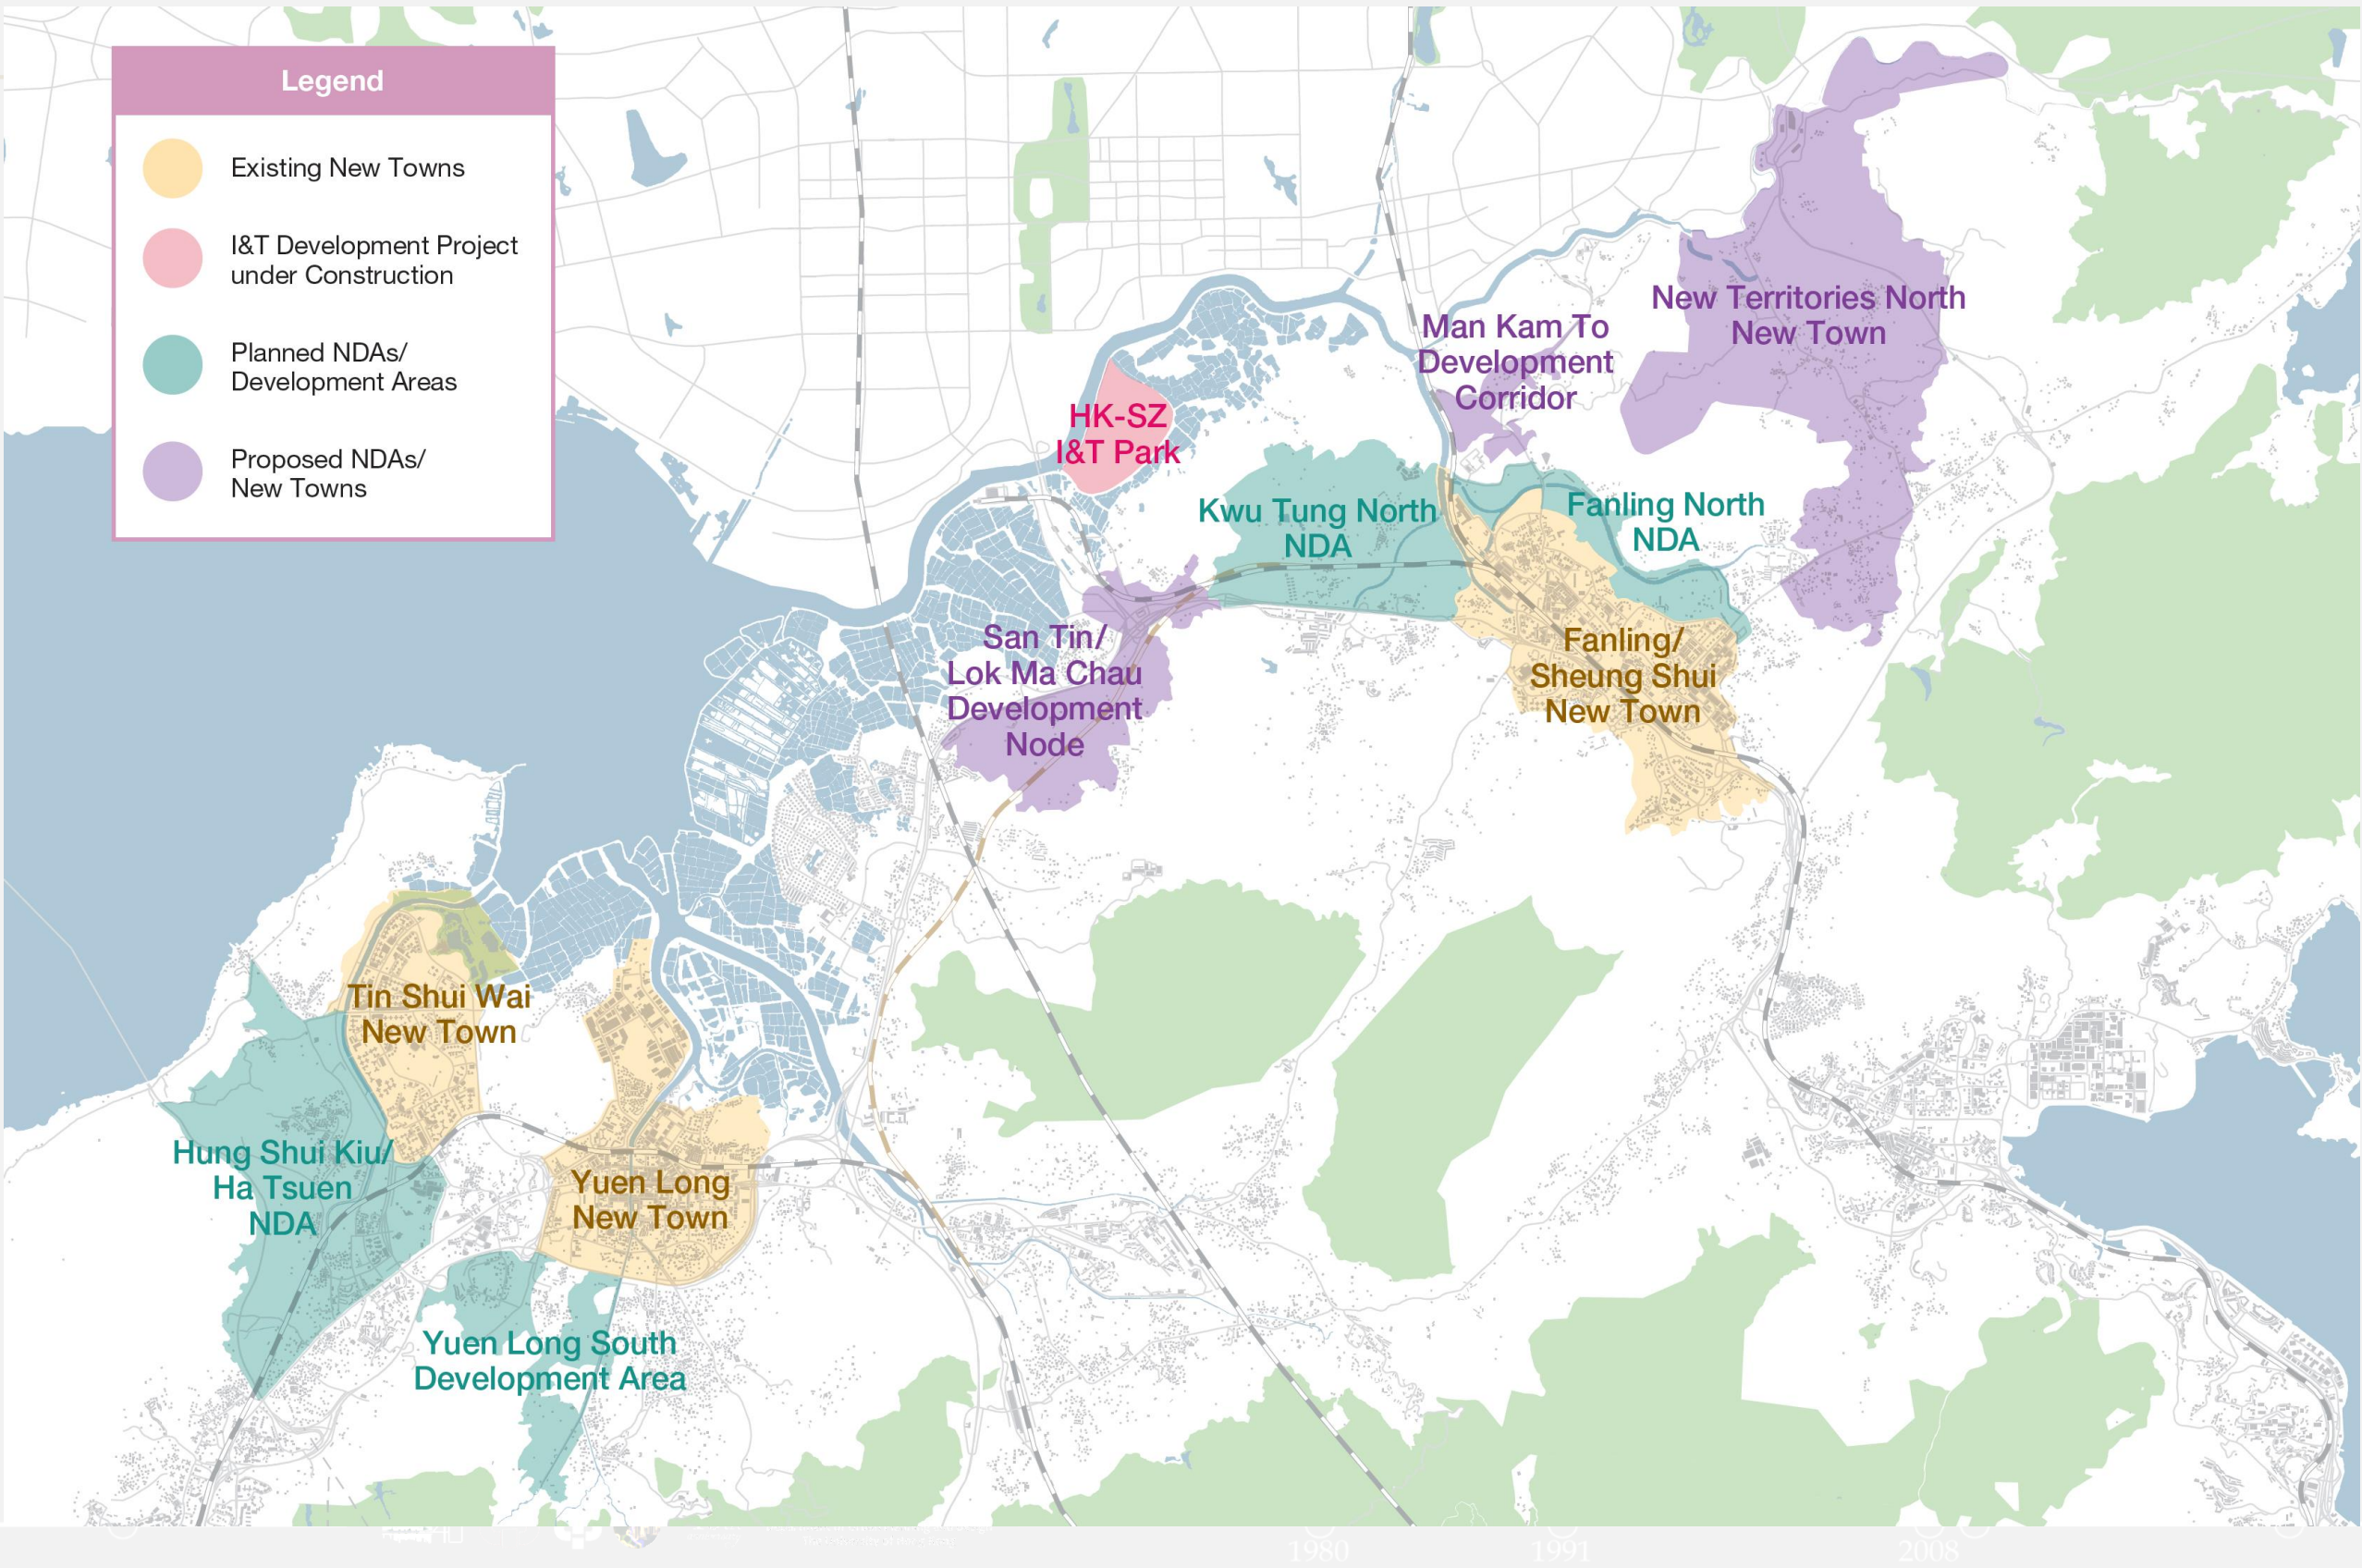 Legend
Existing New Towns
I&T Development Project
under Construction
Planned NDAs/
Development Areas
Proposed NDAs/
New Towns
New Territories North
New Town
Man Kam To
Development
Corridor
HK-SZ
I&T Park
Kwu Tung North
NDA
Fanling North
NDA
San Tin/
Lok Ma Chau
Development
Node
Fanling/
Sheung Shui
New Town
Tin Shui Wai
New Town
Hung Shui Kiu/
Ha Tsuen
NDA
Yuen Long
New Town
Yuen Long South
Development Area
1980
1991
2008